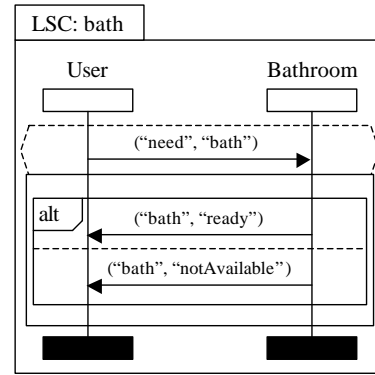 LSC: bath
User Bathroom
(“need”, “bath”)
alt
(“bath”, “ready”)
(“bath”, “notAvailable”)